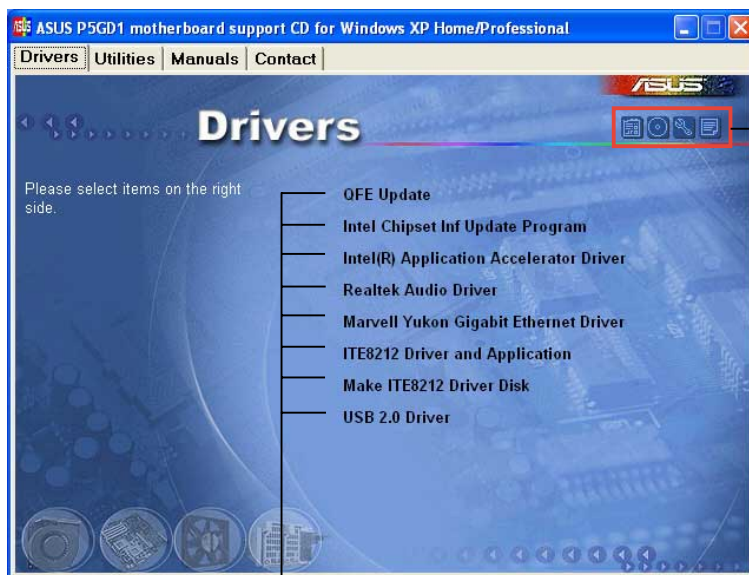 ASUS P5GD1 motherboard support CD for Windows XP Home/Professional
Drivers Utilities Manuals Contact
ASUS
Drivers
Please select items on the right
side.
QFE Update
Intel Chipset Inf Update Program
Intel(R) Application Accelerator Driver
Realtek Audio Driver
Marvell Yukon Gigabit Ethernet Driver
ITE8212 Driver and Application
Make ITE8212 Driver Disk
USB 2.0 Driver